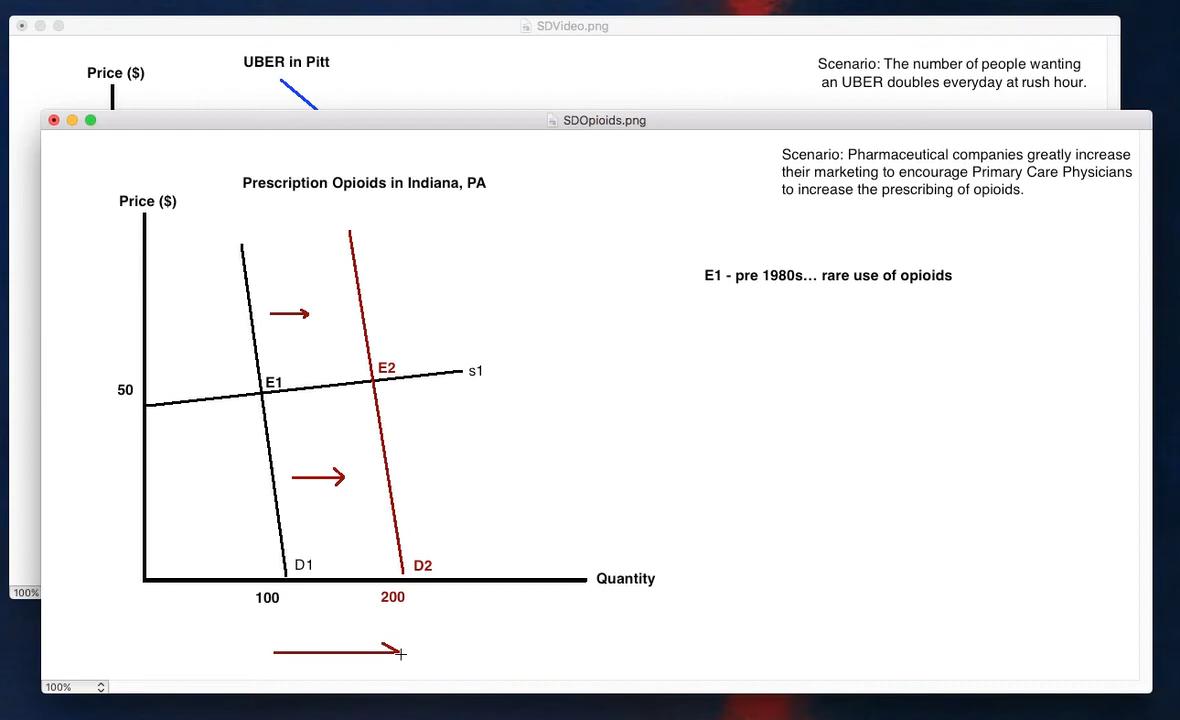 SDVideo.png
UBER in Pitt
Price ($)
Scenario: The number of people wanting
an UBER doubles everyday at rush hour.
SDOpioids.png
Scenario: Pharmaceutical companies greatly increase
their marketing to encourage Primary Care Physicians
to increase the prescribing of opioids.
Prescription Opioids in Indiana, PA
Price ($)
E1 - pre 1980s... rare use of opioids
E2
s1
E1
50
D1
D2
Quantity
100
200
100%
100%